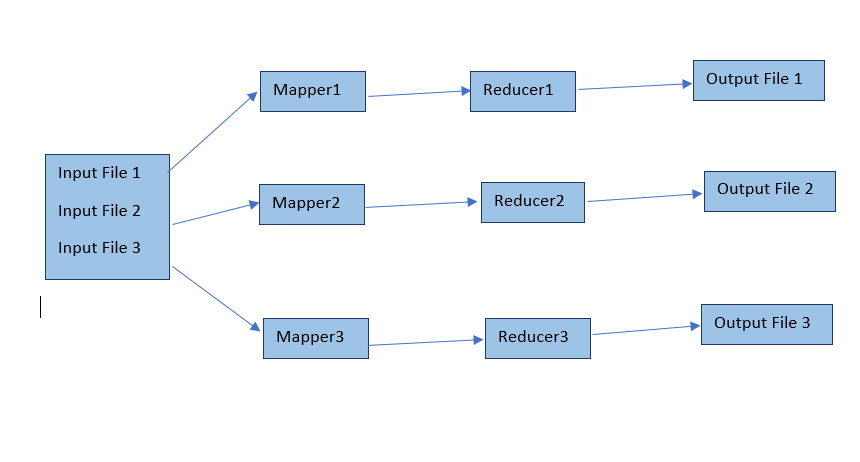 Input File 1
Input File 2
Input File 3
Mapper1
Reducer1
Output File 1
Mapper2
Reducer2
Output File 2
Mapper3
Reducer3
Output File 3